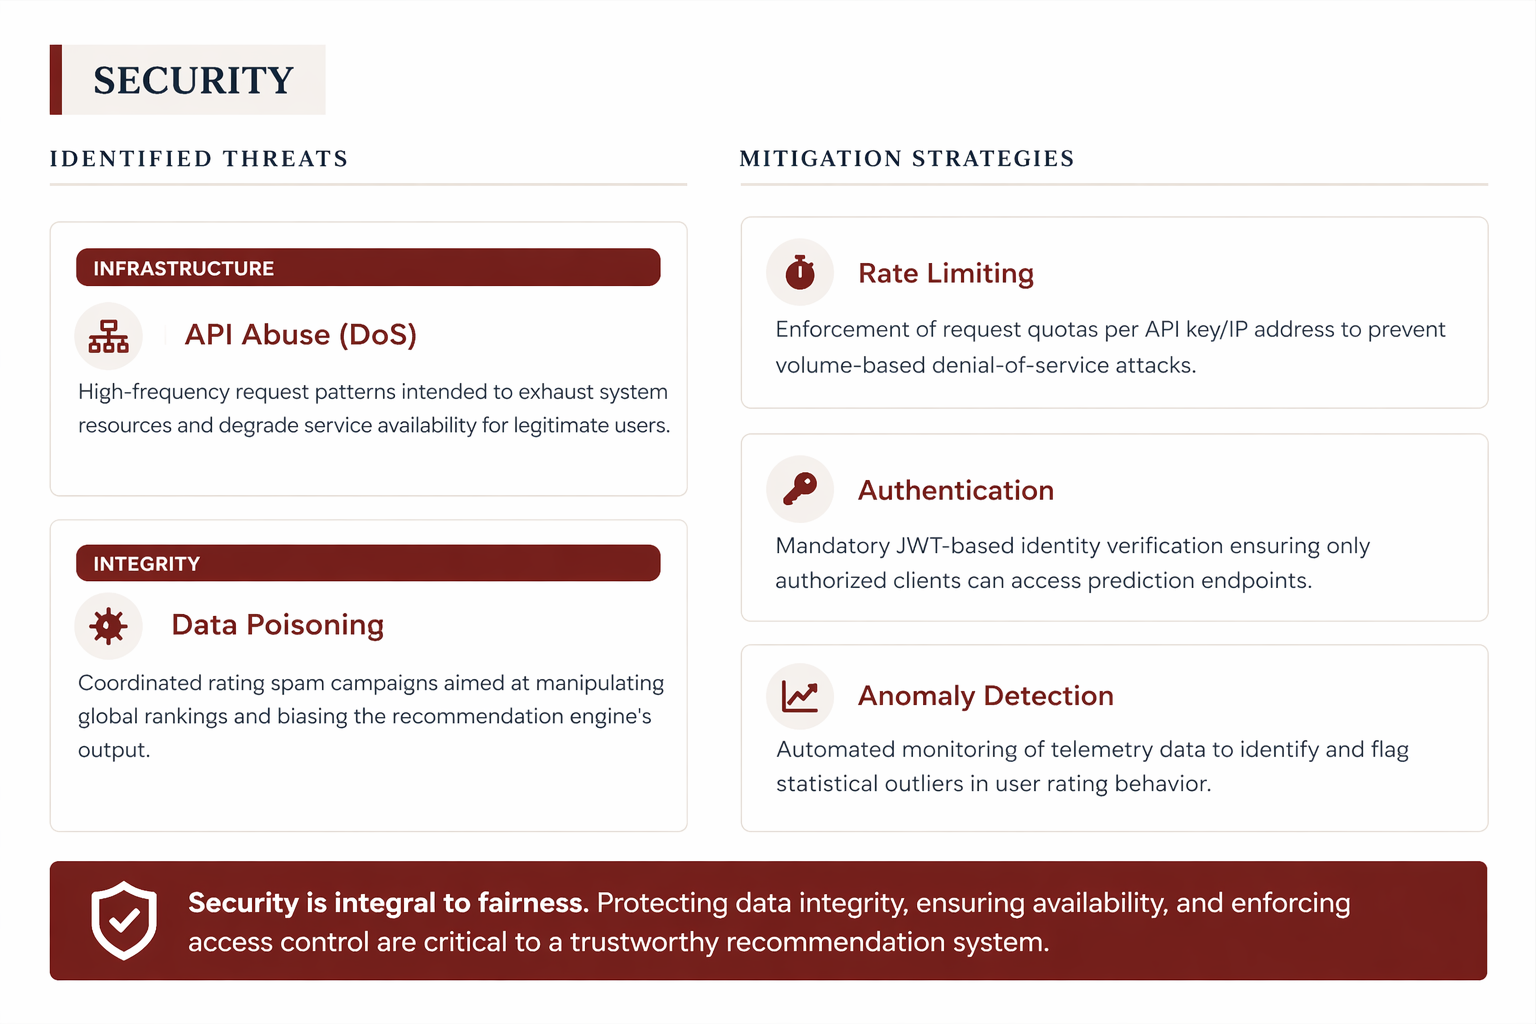 SECURITY
IDENTIFIED THREATS
INFRASTRUCTURE
API Abuse (DoS)
High-frequency request patterns intended to exhaust system
resources and degrade service availability for legitimate users.
INTEGRITY
Data Poisoning
Coordinated rating spam campaigns aimed at manipulating
global rankings and biasing the recommendation engine's
output.
MITIGATION STRATEGIES
Rate Limiting
Enforcement of request quotas per API key/IP address to prevent
volume-based denial-of-service attacks.
Authentication
Mandatory JWT-based identity verification ensuring only
authorized clients can access prediction endpoints.
Anomaly Detection
Automated monitoring of telemetry data to identify and flag
statistical outliers in user rating behavior.
Security is integral to fairness. Protecting data integrity, ensuring availability, and enforcing
access control are critical to a trustworthy recommendation system.